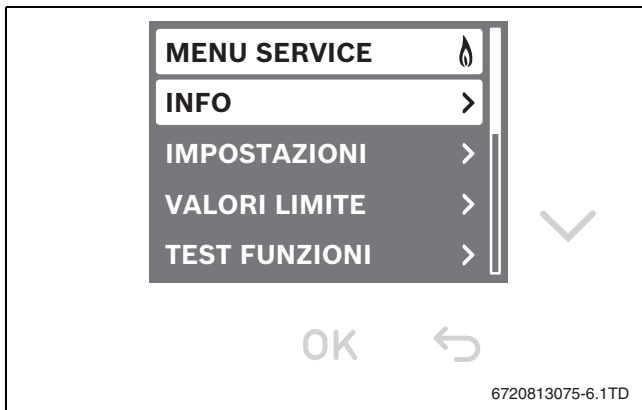 MENU SERVICE
INFO
IMPOSTAZIONI
VALORI LIMITE
TEST FUNZIONI
OK
6720813075-6.1TD